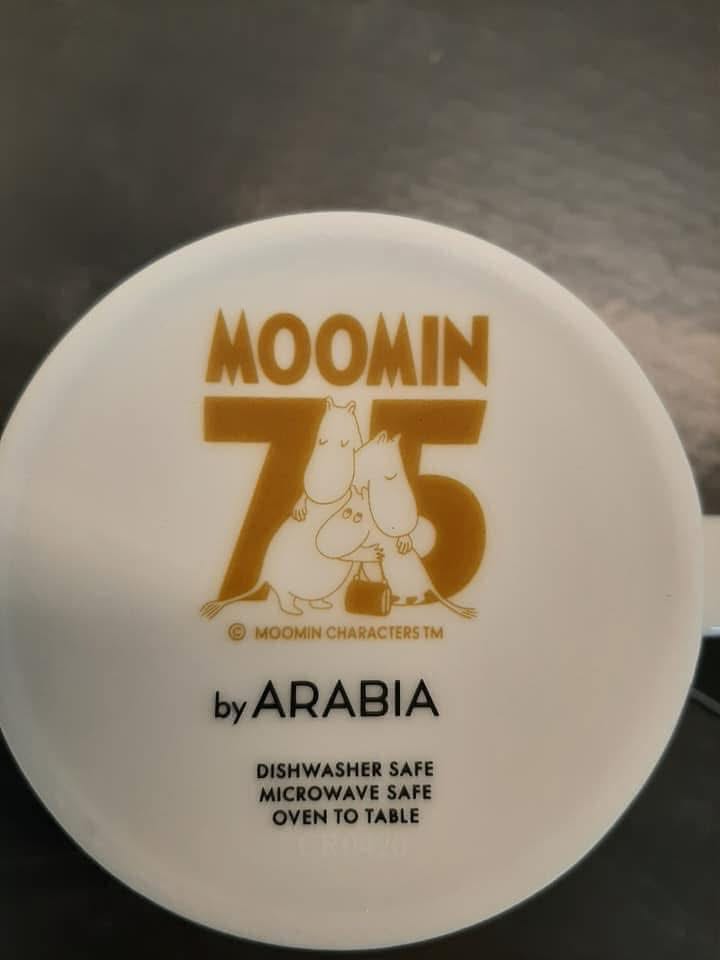 MOOMIN
75
© MOOMIN CHARACTERS TM
by ARABIA
DISHWASHER SAFE
MICROWAVE SAFE
OVEN TO TABLE